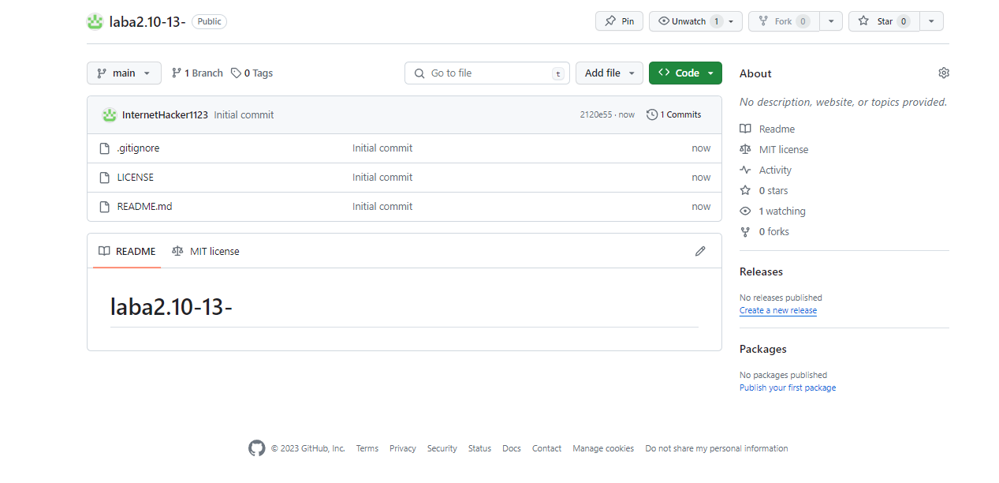 laba2.10-13- Public Pin Unwatch 1 Fork 0 Star 0
main 1 Branch 0 Tags Go to file t Add file Code
InternetHacker1123 Initial commit 2120e55 · now 1 Commits
.gitignore Initial commit now
LICENSE Initial commit now
README.md Initial commit now
README MIT license
laba2.10-13-
About
No description, website, or topics provided.
Readme
MIT license
Activity
0 stars
1 watching
0 forks
Releases
No releases published
Create a new release
Packages
No packages published
Publish your first package
© 2023 GitHub, Inc. Terms Privacy Security Status Docs Contact Manage cookies Do not share my personal information